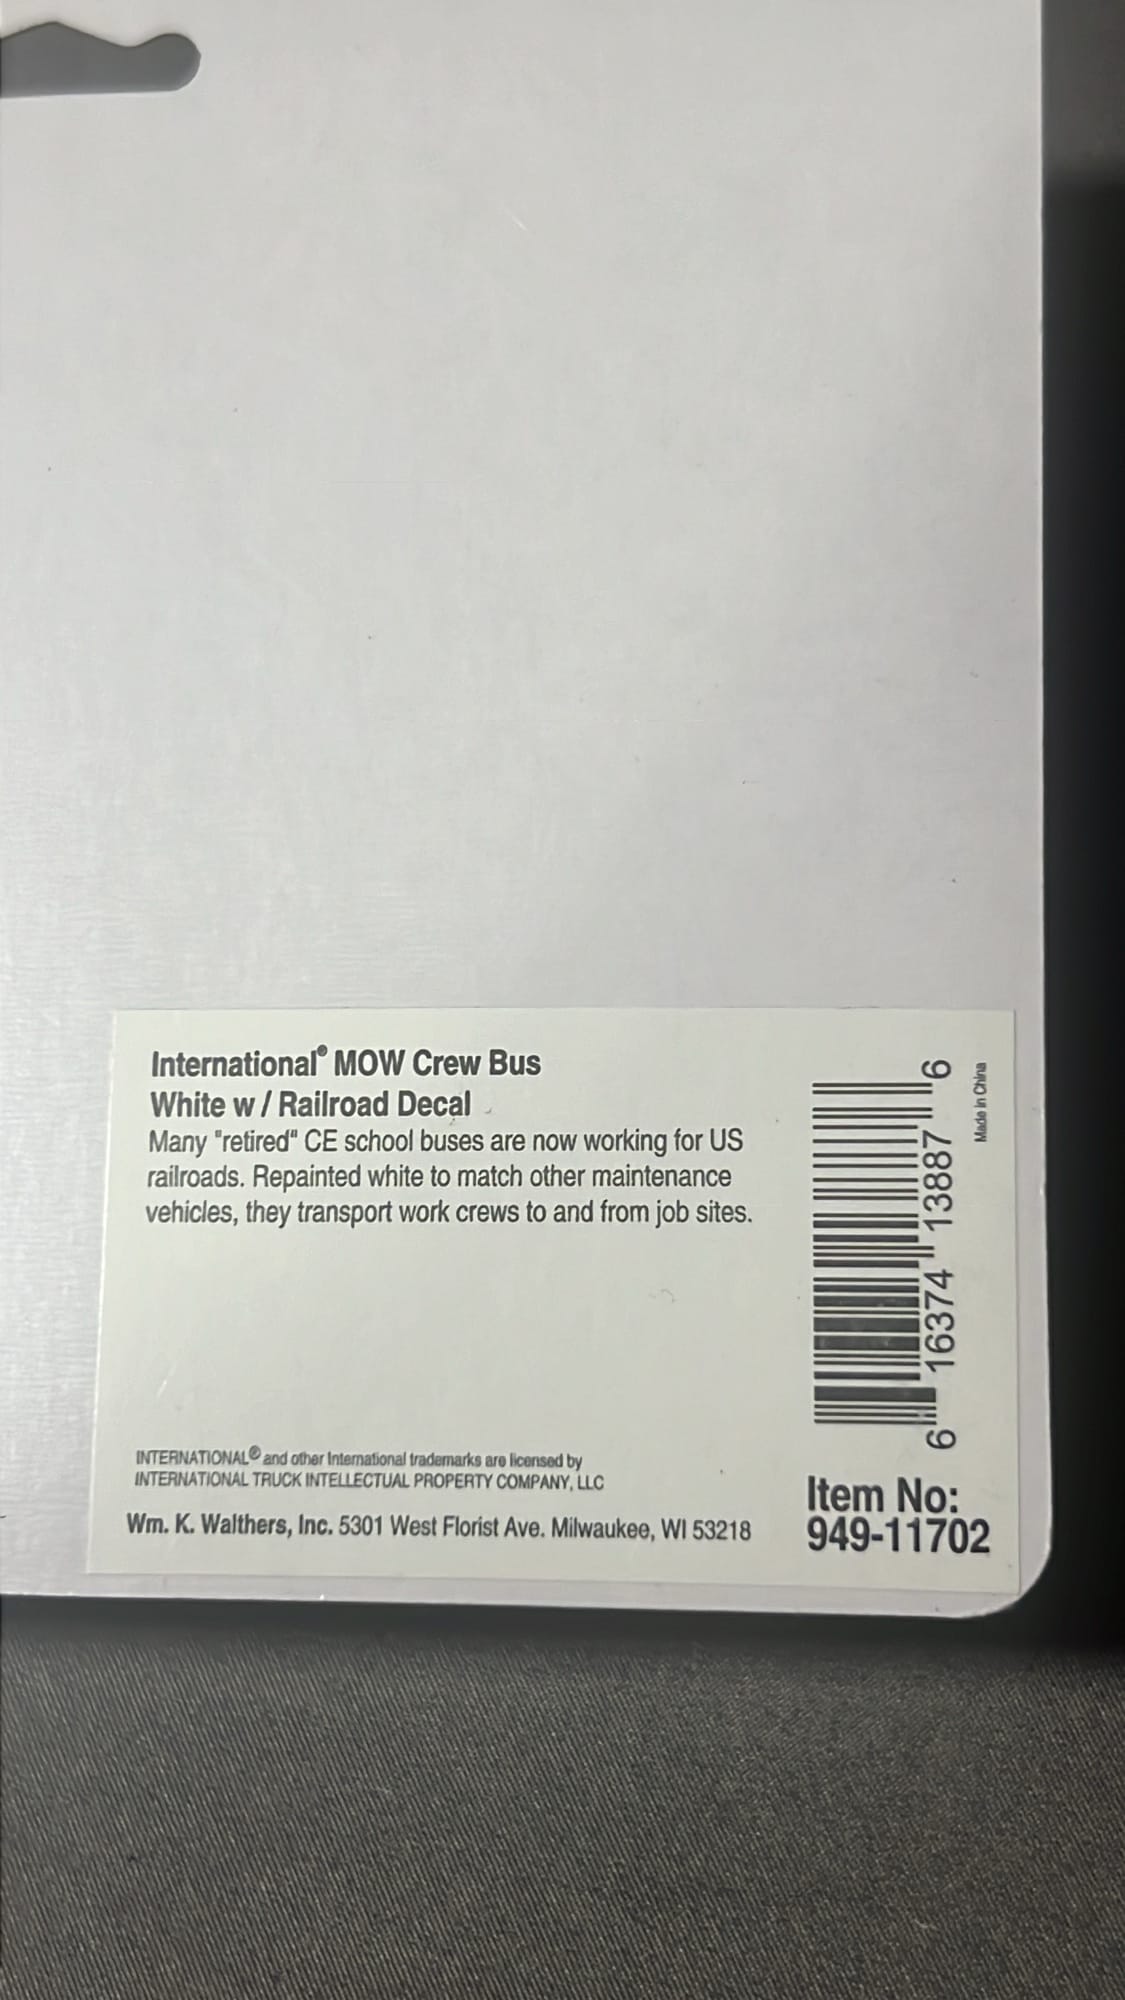 International® MOW Crew Bus
White w / Railroad Decal
Many "retired" CE school buses are now working for US
railroads. Repainted white to match other maintenance
vehicles, they transport work crews to and from job sites.
INTERNATIONAL® and other International trademarks are licensed by
INTERNATIONAL TRUCK INTELLECTUAL PROPERTY COMPANY, LLC
Wm. K. Walthers, Inc. 5301 West Florist Ave. Milwaukee, WI 53218
6 16374 13887 6
Made in China
Item No:
949-11702